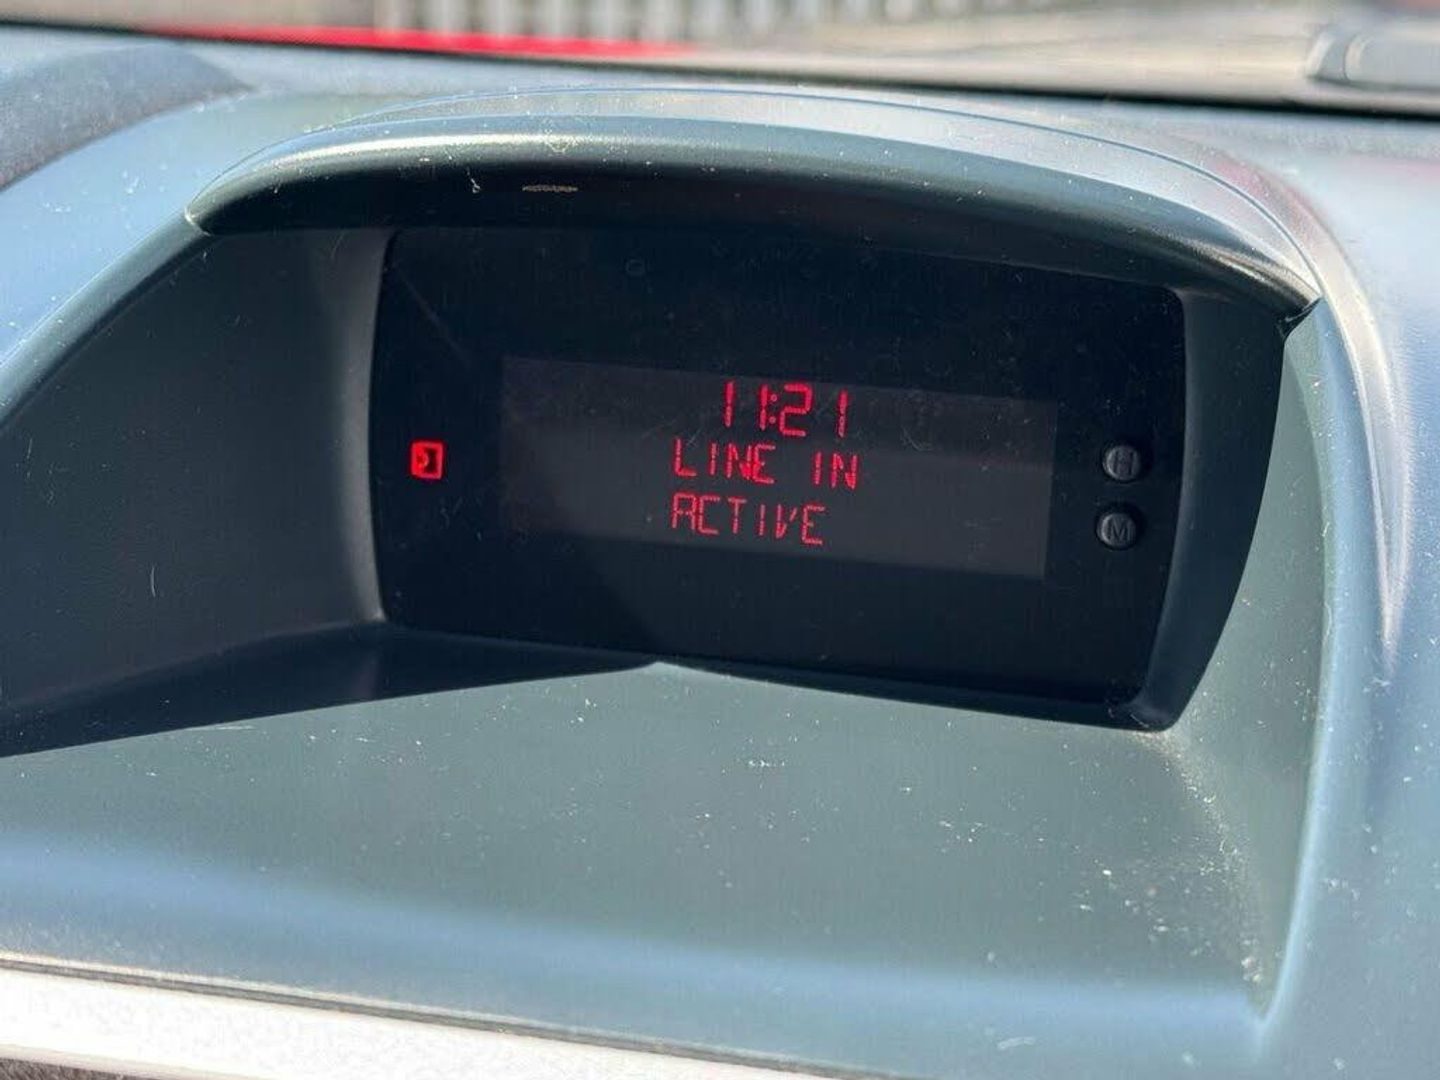 11:21
LINE IN
ACTIVE
H
M